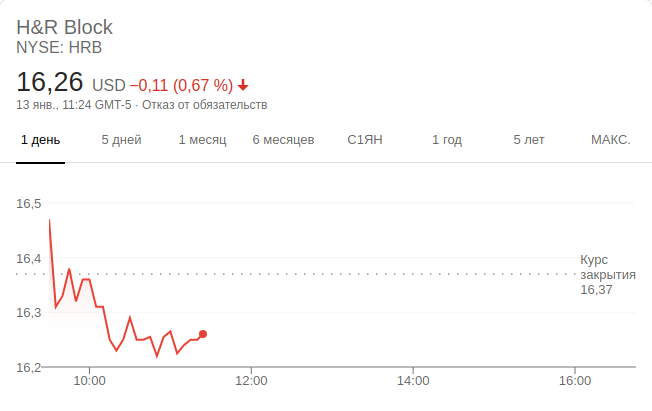 H&R Block
NYSE: HRB
16,26 USD −0,11 (0,67 %)
13 янв., 11:24 GMT-5 · Отказ от обязательств
1 день 5 дней 1 месяц 6 месяцев С1ЯН 1 год 5 лет МАКС.
16,5
16,4
Курс
закрытия
16,37
16,3
16,2
10:00 12:00 14:00 16:00